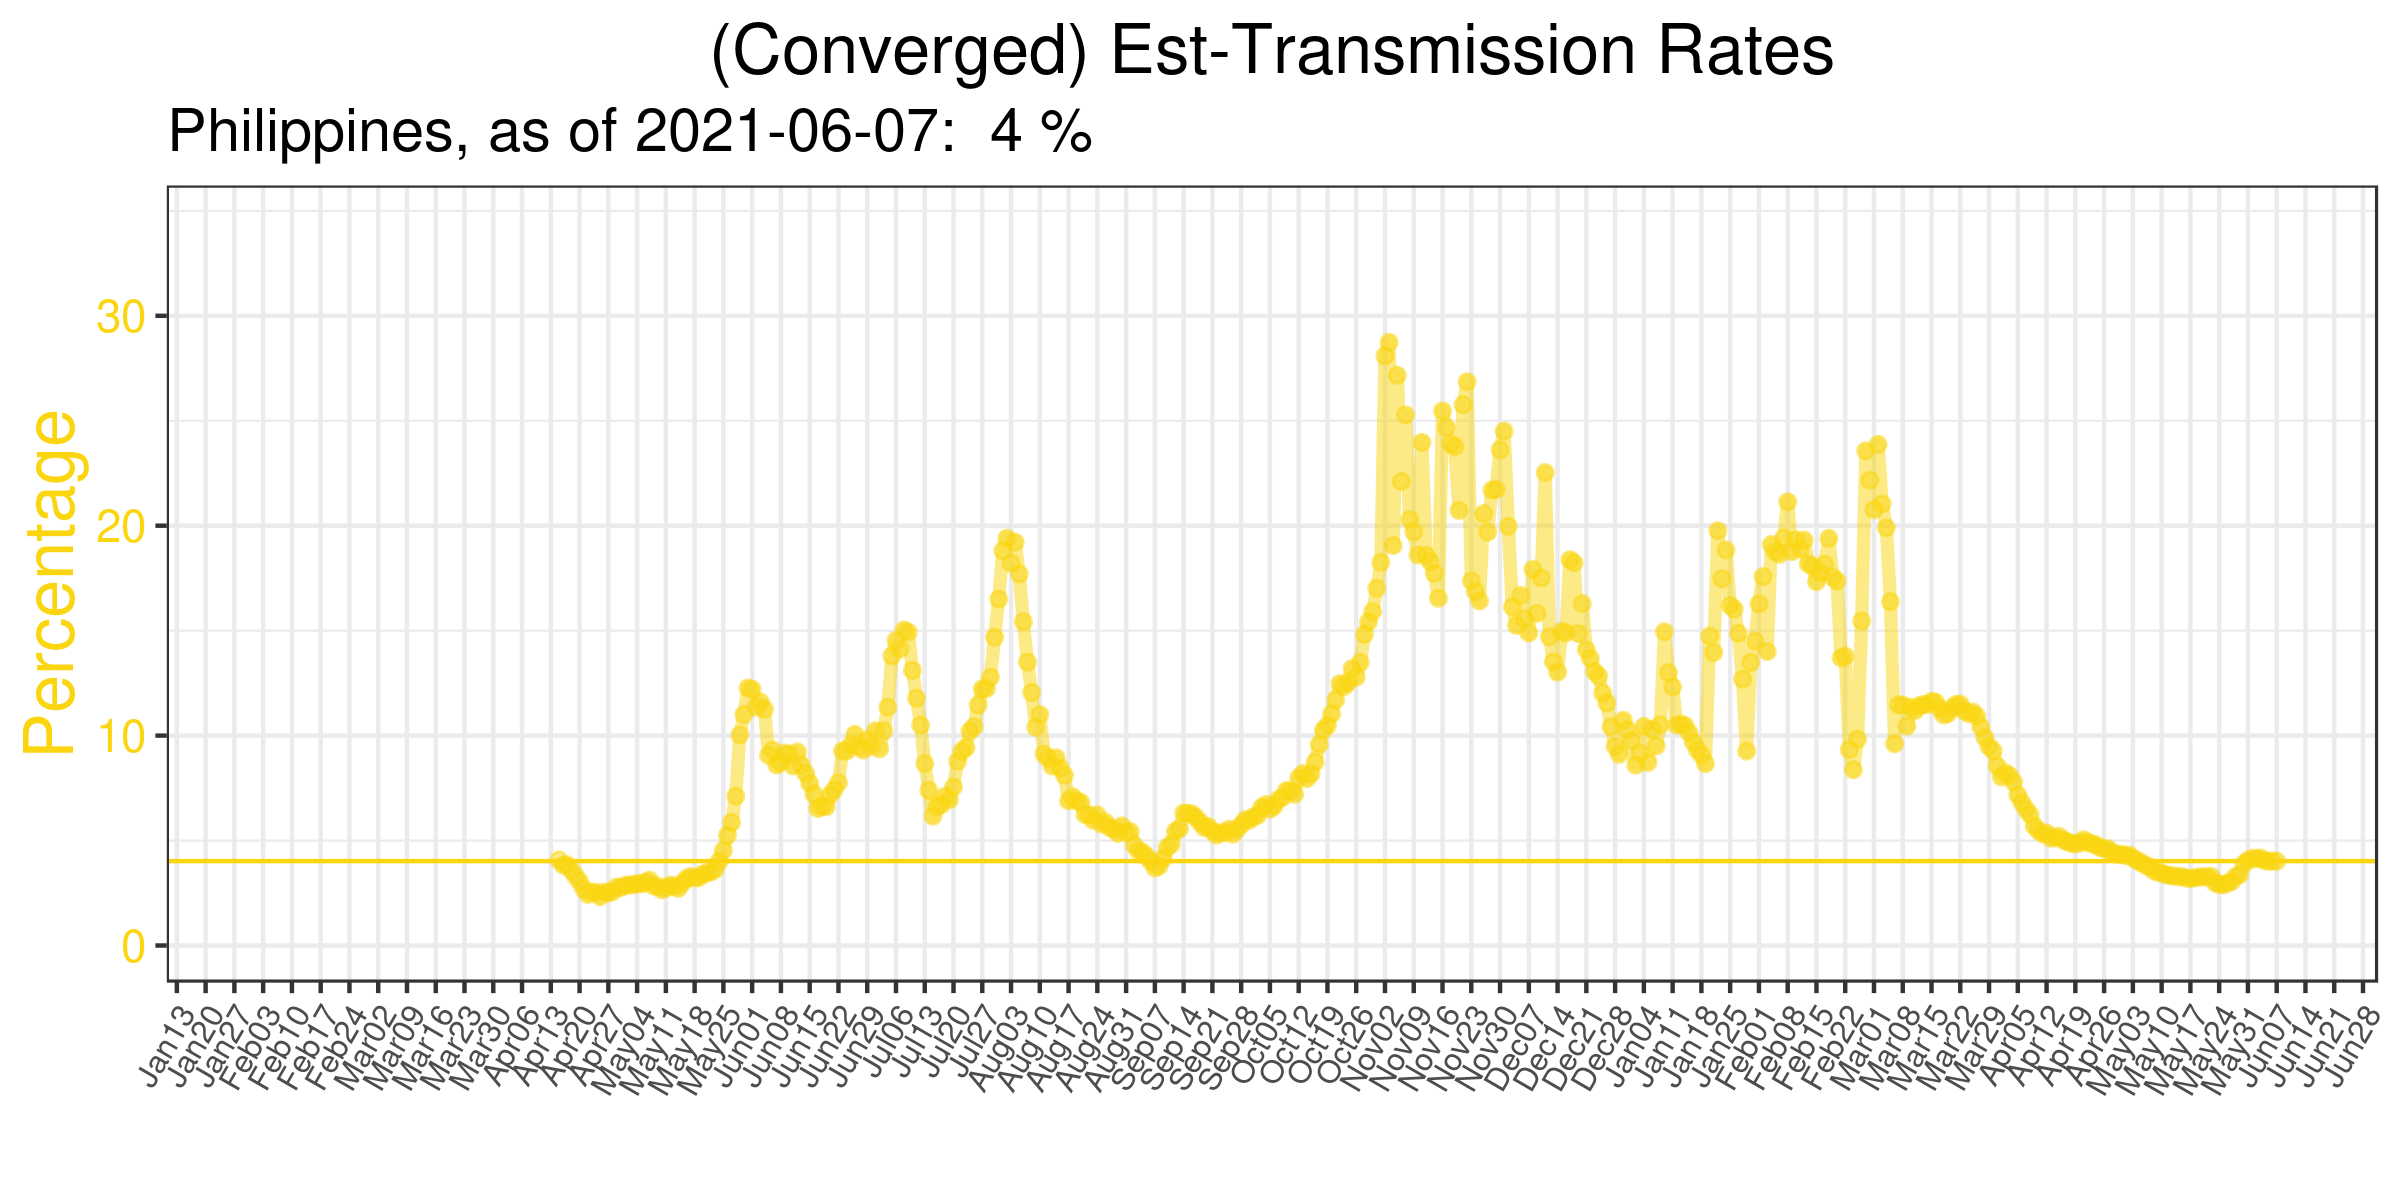 (Converged) Est-Transmission Rates
Philippines, as of 2021-06-07:  4 %
Percentage
30
20
10
0
Jan13
Jan20
Jan27
Feb03
Feb10
Feb17
Feb24
Mar02
Mar09
Mar16
Mar23
Mar30
Apr06
Apr13
Apr20
Apr27
May04
May11
May18
May25
Jun01
Jun08
Jun15
Jun22
Jun29
Jul06
Jul13
Jul20
Jul27
Aug03
Aug10
Aug17
Aug24
Aug31
Sep07
Sep14
Sep21
Sep28
Oct05
Oct12
Oct19
Oct26
Nov02
Nov09
Nov16
Nov23
Nov30
Dec07
Dec14
Dec21
Dec28
Jan04
Jan11
Jan18
Jan25
Feb01
Feb08
Feb15
Feb22
Mar01
Mar08
Mar15
Mar22
Mar29
Apr05
Apr12
Apr19
Apr26
May03
May10
May17
May24
May31
Jun07
Jun14
Jun21
Jun28